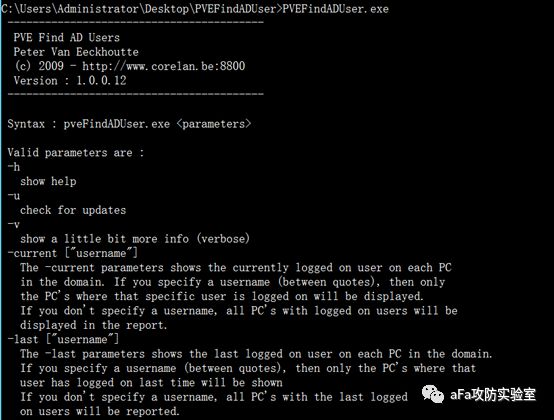 C:\Users\Administrator\Desktop\PVEFindADUser>PVEFindADUser.exe
-----------------------------------------
PVE Find AD Users
Peter Van Eeckhoutte
(c) 2009 - http://www.corelan.be:8800
Version : 1.0.0.12
-----------------------------------------
Syntax : pveFindADUser.exe <parameters>
Valid parameters are :
-h
show help
-u
check for updates
-v
show a little bit more info (verbose)
-current ["username"]
The -current parameters shows the currently logged on user on each PC
in the domain. If you specify a username (between quotes), then only
the PC's where that specific user is logged on will be displayed.
If you don't specify a username, all PC's with logged on users will be
displayed in the report.
-last ["username"]
The -last parameters shows the last logged on user on each PC in the domain.
If you specify a username (between quotes), then only the PC's where that
user has logged on last time will be shown
If you don't specify a username, all PC's with the last logged
on users will be reported.
aFa攻防实验室